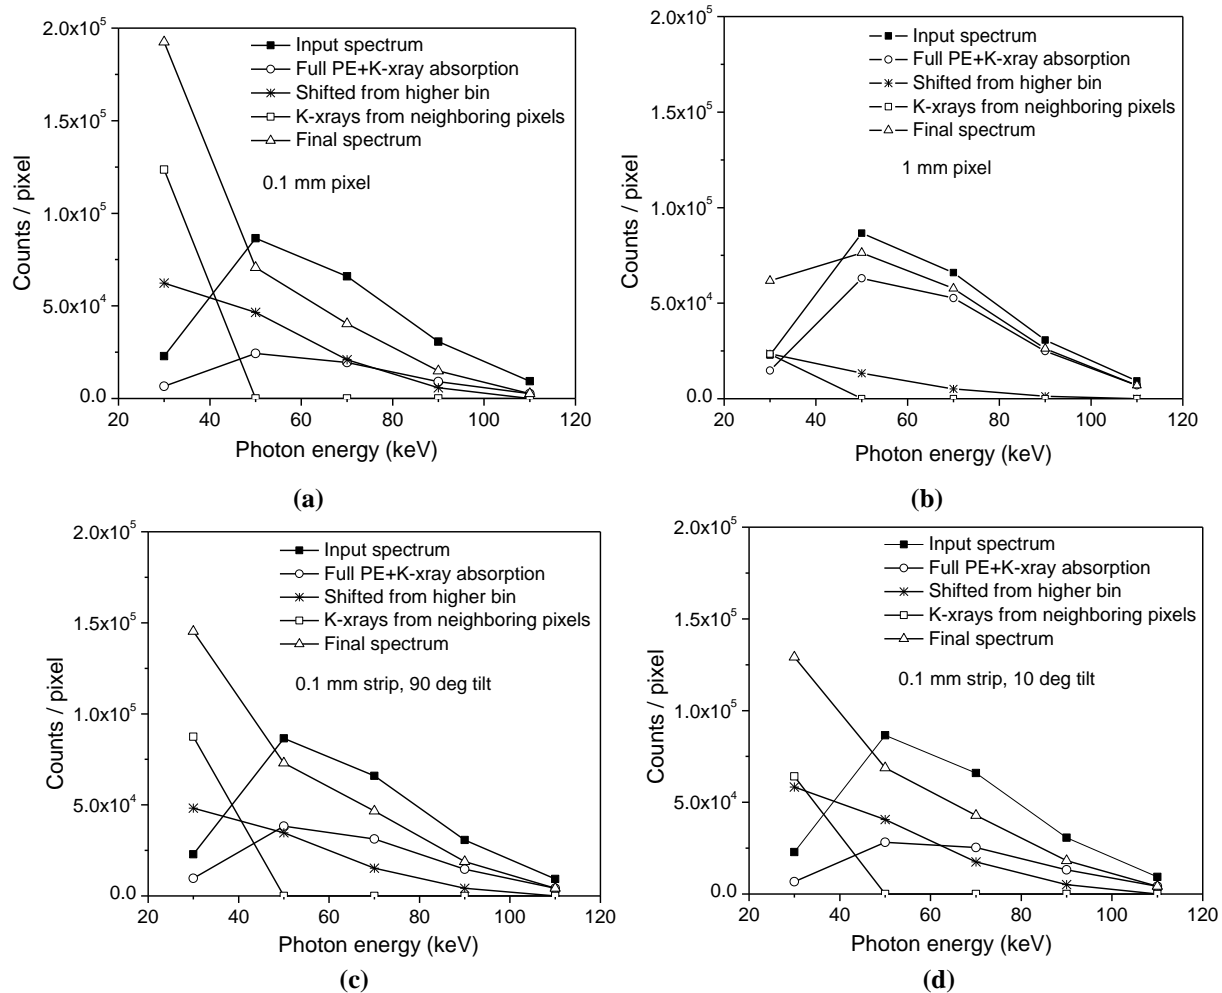 2.0x10^5
1.5x10^5
1.0x10^5
5.0x10^4
0.0
Counts / pixel
Input spectrum
Full PE+K-xray absorption
Shifted from higher bin
K-xrays from neighboring pixels
Final spectrum
0.1 mm pixel
20 40 60 80 100 120
Photon energy (keV)
(a)
2.0x10^5
1.5x10^5
1.0x10^5
5.0x10^4
0.0
Counts / pixel
Input spectrum
Full PE+K-xray absorption
Shifted from higher bin
K-xrays from neighboring pixels
Final spectrum
1 mm pixel
20 40 60 80 100 120
Photon energy (keV)
(b)
2.0x10^5
1.5x10^5
1.0x10^5
5.0x10^4
0.0
Counts / pixel
Input spectrum
Full PE+K-xray absorption
Shifted from higher bin
K-xrays from neighboring pixels
Final spectrum
0.1 mm strip, 90 deg tilt
20 40 60 80 100 120
Photon energy (keV)
(c)
2.0x10^5
1.5x10^5
1.0x10^5
5.0x10^4
0.0
Counts / pixel
Input spectrum
Full PE+K-xray absorption
Shifted from higher bin
K-xrays from neighboring pixels
Final spectrum
0.1 mm strip, 10 deg tilt
20 40 60 80 100 120
Photon energy (keV)
(d)